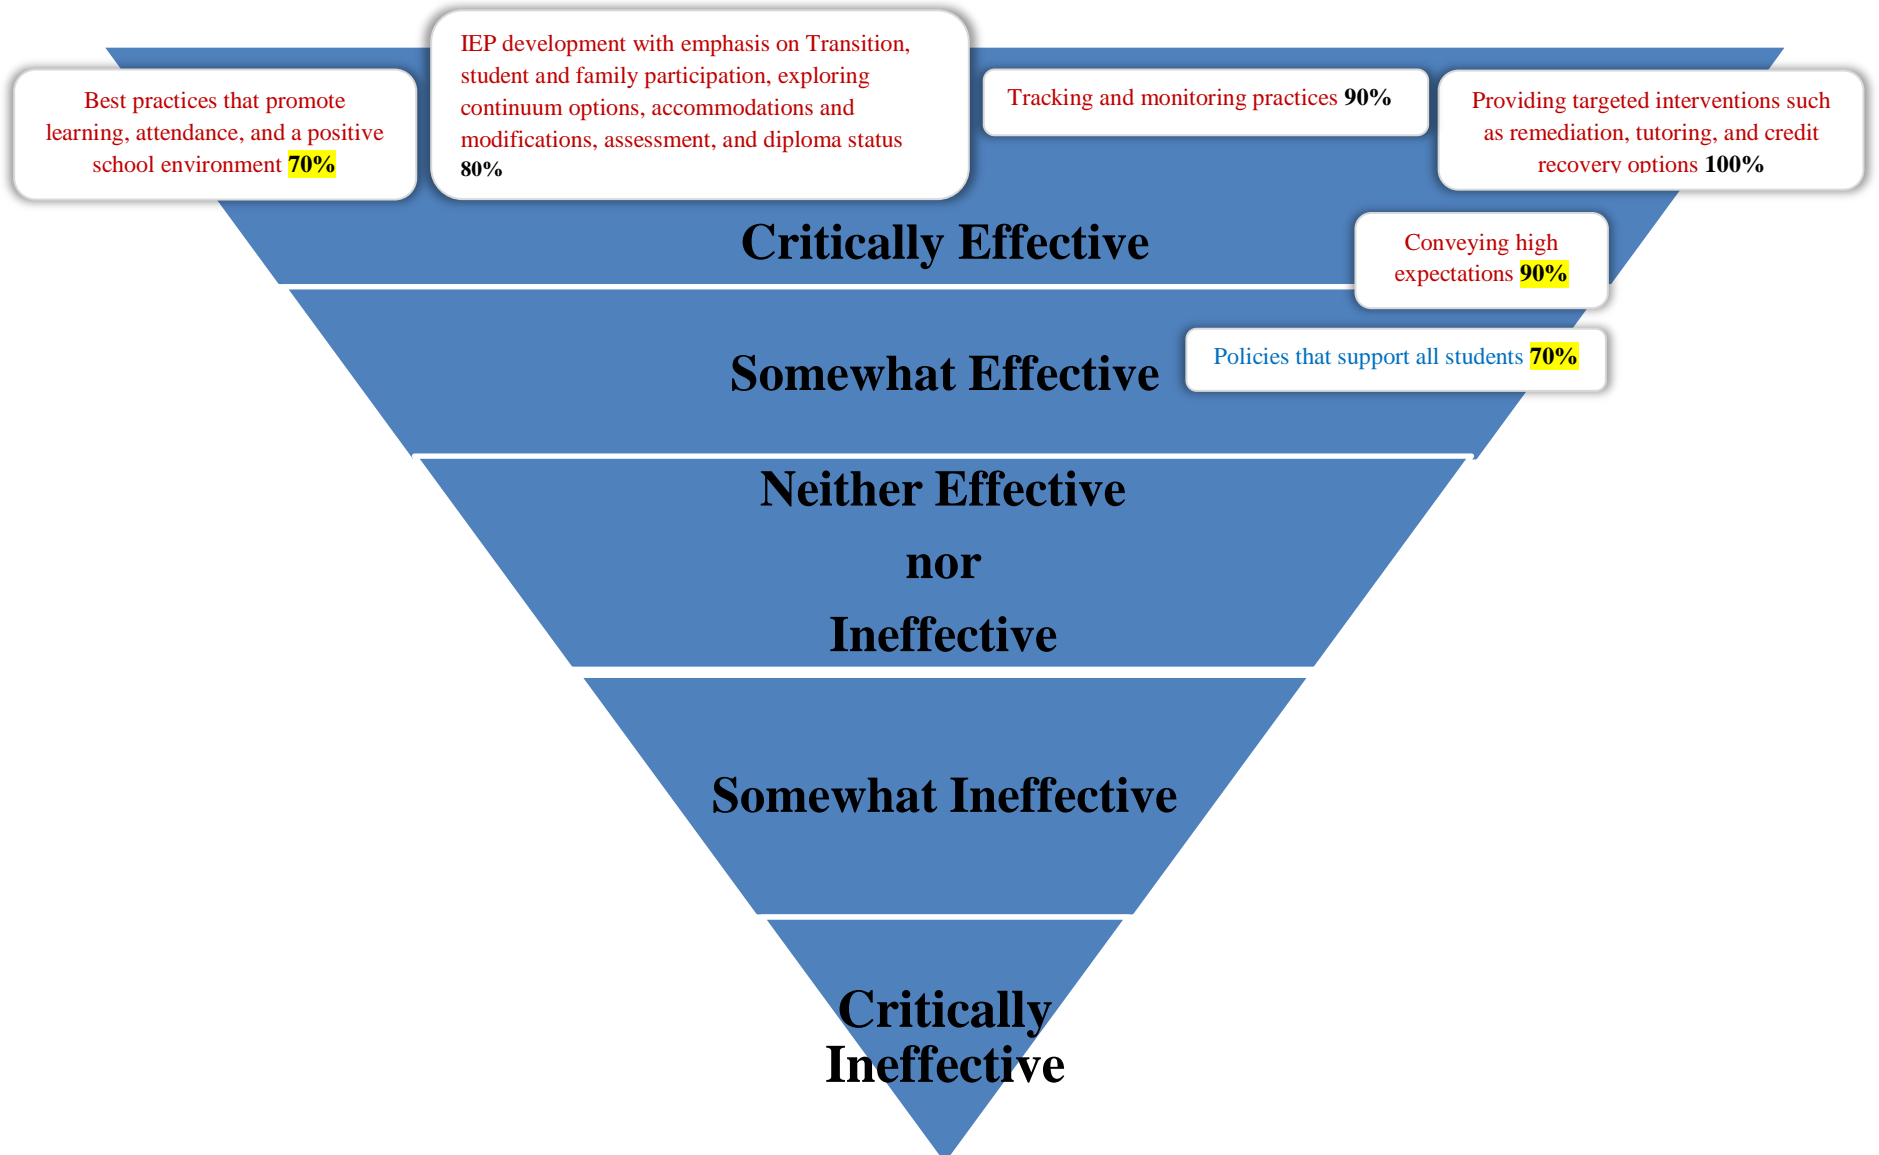 Best practices that promote
learning, attendance, and a positive
school environment 70%
IEP development with emphasis on Transition,
student and family participation, exploring
continuum options, accommodations and
modifications, assessment, and diploma status
80%
Tracking and monitoring practices 90%
Providing targeted interventions such
as remediation, tutoring, and credit
recovery options 100%
Critically Effective
Conveying high
expectations 90%
Somewhat Effective
Policies that support all students 70%
Neither Effective
nor
Ineffective
Somewhat Ineffective
Critically
Ineffective